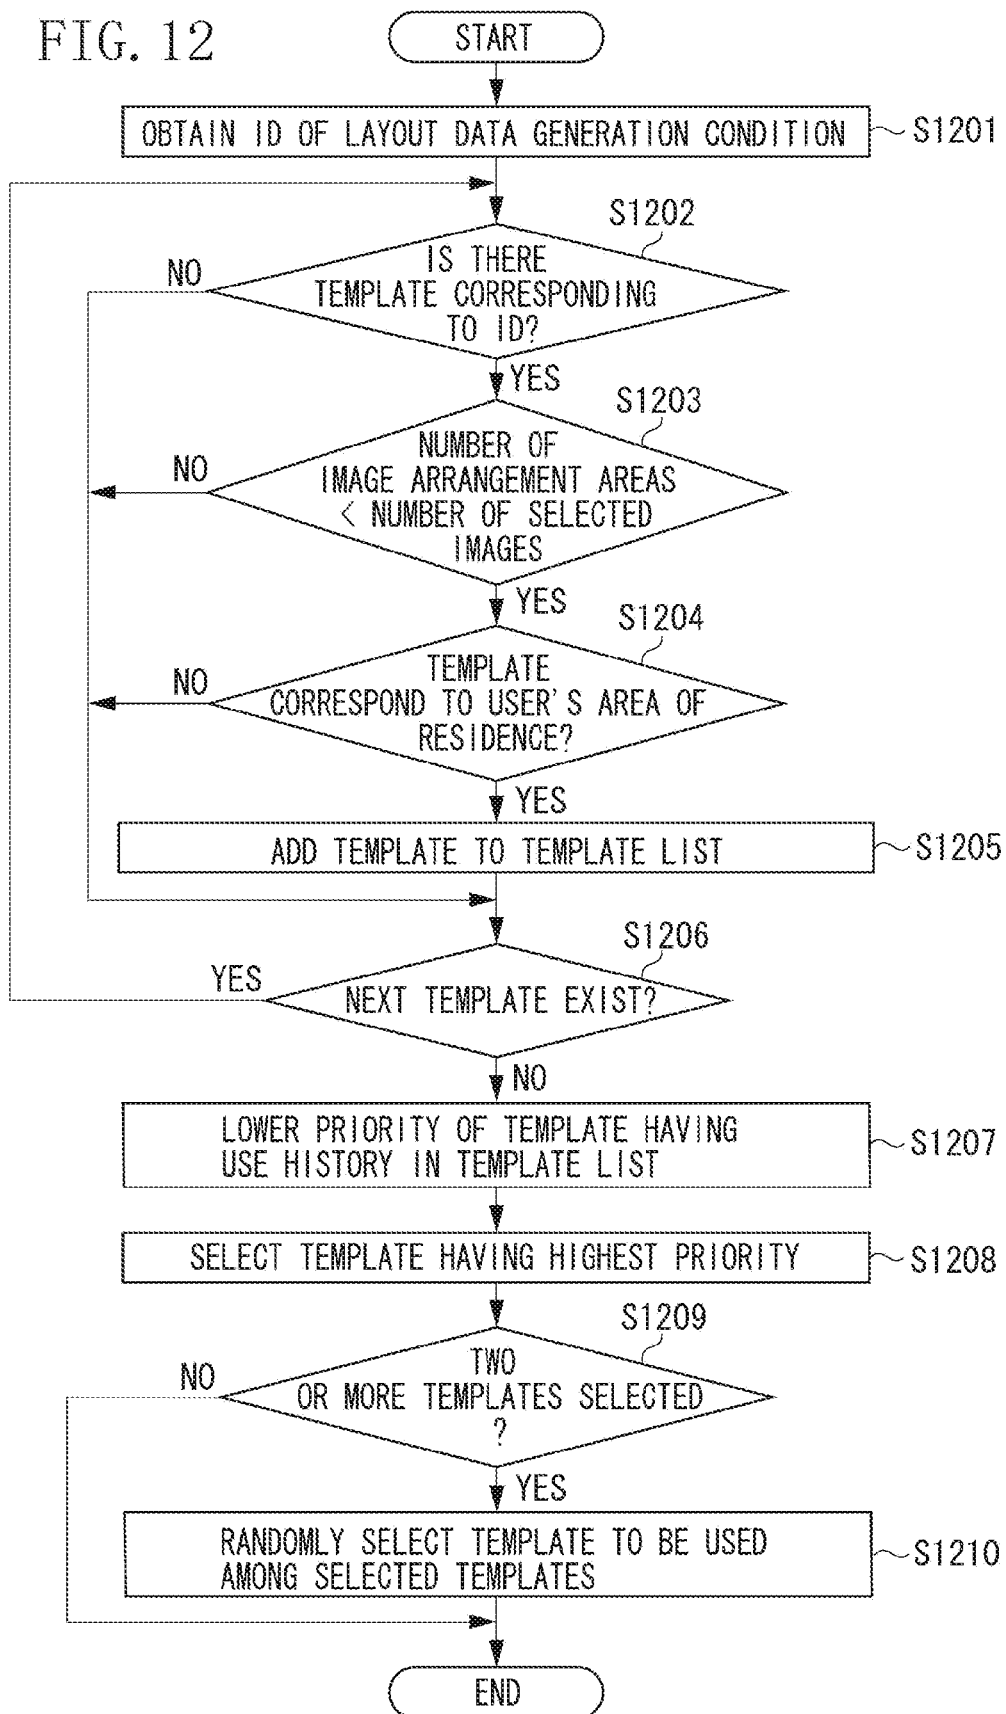 FIG. 12
START
OBTAIN ID OF LAYOUT DATA GENERATION CONDITION
S1201
S1202
IS THERE
TEMPLATE CORRESPONDING
TO ID?
NO
YES
S1203
NUMBER OF
IMAGE ARRANGEMENT AREAS
< NUMBER OF SELECTED
IMAGES
NO
YES
S1204
TEMPLATE
CORRESPOND TO USER'S AREA OF
RESIDENCE?
NO
YES
ADD TEMPLATE TO TEMPLATE LIST
S1205
S1206
NEXT TEMPLATE EXIST?
YES
NO
LOWER PRIORITY OF TEMPLATE HAVING
USE HISTORY IN TEMPLATE LIST
S1207
SELECT TEMPLATE HAVING HIGHEST PRIORITY
S1208
S1209
TWO
OR MORE TEMPLATES SELECTED
?
NO
YES
RANDOMLY SELECT TEMPLATE TO BE USED
AMONG SELECTED TEMPLATES
S1210
END